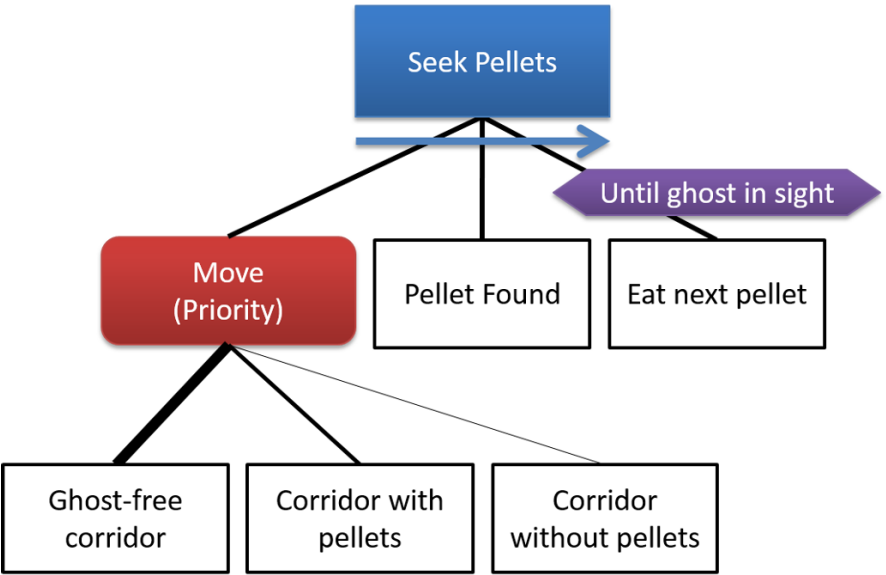 Seek Pellets
Until ghost in sight
Move
(Priority)
Pellet Found
Eat next pellet
Ghost-free
corridor
Corridor with
pellets
Corridor
without pellets